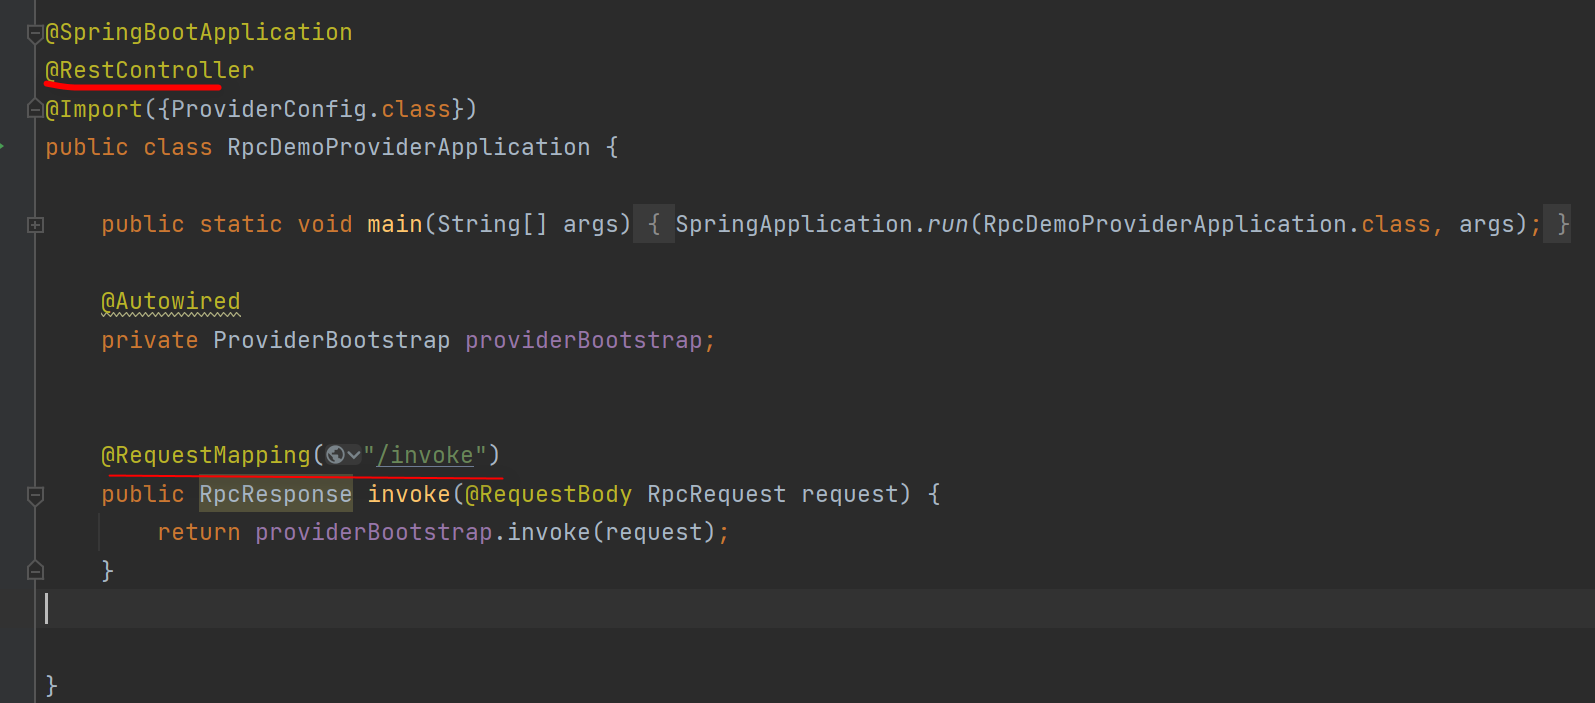 @SpringBootApplication
@RestController
@Import({ProviderConfig.class})
public class RpcDemoProviderApplication {
public static void main(String[] args) { SpringApplication.run(RpcDemoProviderApplication.class, args); }
@Autowired
private ProviderBootstrap providerBootstrap;
@RequestMapping("/invoke")
public RpcResponse invoke(@RequestBody RpcRequest request) {
return providerBootstrap.invoke(request);
}
}